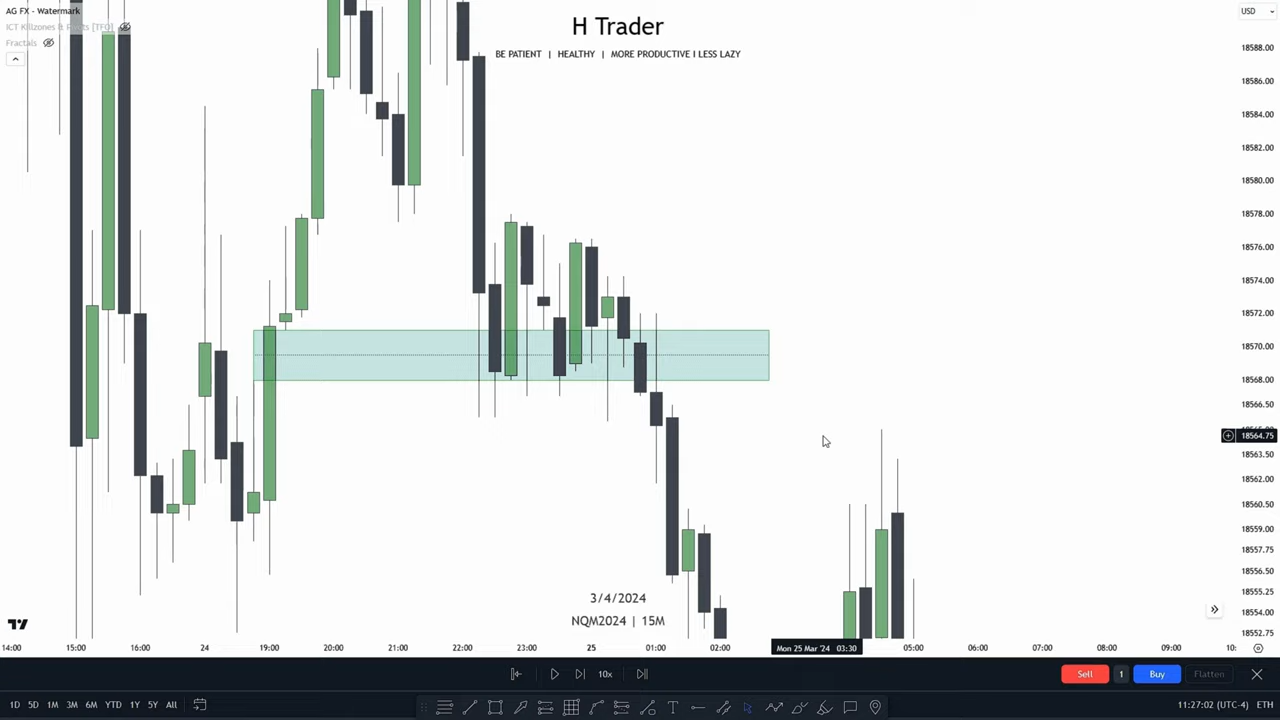 AG FX - Watermark
ICT Killzones & Pivots [TFO]
Fractals
H Trader
BE PATIENT | HEALTHY | MORE PRODUCTIVE I LESS LAZY
USD
18588.00
18586.00
18584.00
18582.00
18580.00
18578.00
18576.00
18574.00
18572.00
18570.00
18568.00
18566.50
18564.75
18563.50
18562.00
18560.50
18559.00
18557.75
18556.50
18555.25
18554.00
18552.75
3/4/2024
NQM2024 | 15M
14:00 15:00 16:00 24 19:00 20:00 21:00 22:00 25 01:00 02:00 Mon 25 Mar '24 03:30 05:00 06:00 07:00 08:00 09:00 10:
10x
Sell 1 Buy Flatten
1D 5D 1M 3M 6M YTD 1Y 5Y All
11:27:02 (UTC-4) ETH